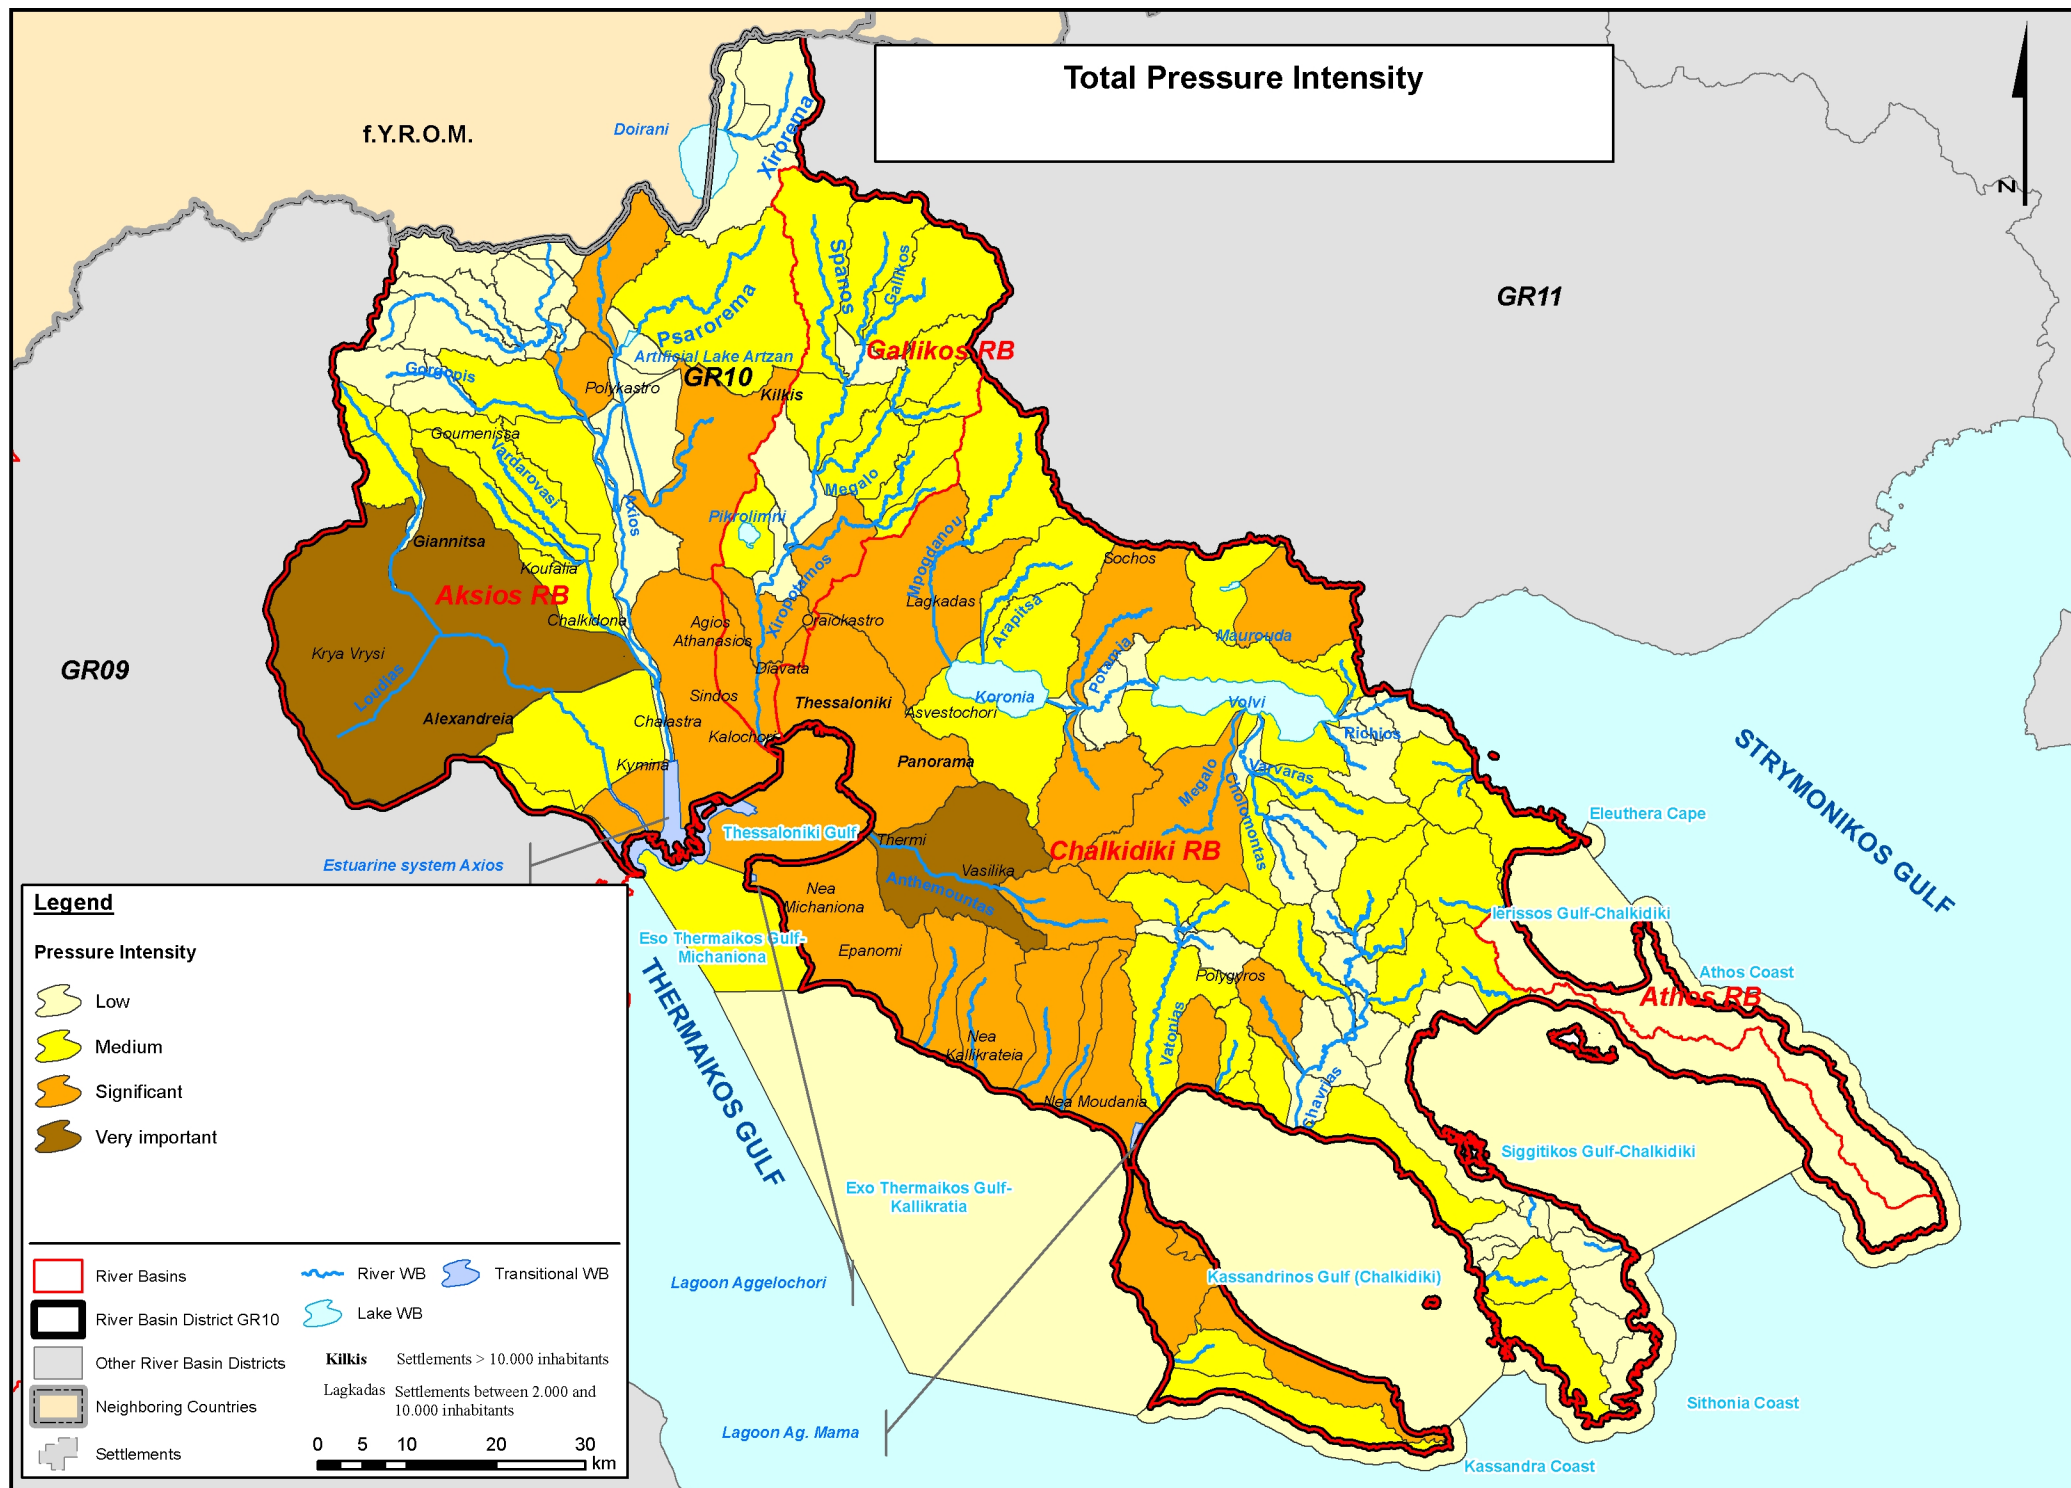 Total Pressure Intensity
f.Y.R.O.M.
Doirani
Xirorema
N
GR11
Spanos
Gallikos
Psarorema
Artificial Lake Artzan
GR10
Gallikos RB
Gorgopis
Polykastro
Kilkis
Goumenissa
Vardarovasi
Axios
Megalo
Pikrolimni
Giannitsa
Koufalia
Aksios RB
Chalkidona
Mpogdanou
Xiropotamos
Lagkadas
Sochos
Arapitsa
Agios
Athanasios
Oraiokastro
Maurouda
Krya Vrysi
GR09
Loudias
Diavata
Potamia
Sindos
Thessaloniki
Koronia
Volvi
Alexandreia
Chalastra
Asvestochori
Kalochori
Richios
Kymina
Panorama
Megalo
Varvaras
Cholomontas
STRYMONIKOS GULF
Eleuthera Cape
Thessaloniki Gulf
Thermi
Chalkidiki RB
Estuarine system Axios
Vasilika
Anthemountas
Nea
Michaniona
Ierissos Gulf-Chalkidiki
Eso Thermaikos Gulf-
Michaniona
Epanomi
Polygyros
Athos Coast
Athos RB
THERMAIKOS GULF
Nea
Kallikrateia
Vatonias
Nea Moudania
Chavrias
Siggitikos Gulf-Chalkidiki
Exo Thermaikos Gulf-
Kallikratia
Lagoon Aggelochori
Kassandrinos Gulf (Chalkidiki)
Sithonia Coast
Lagoon Ag. Mama
Kassandra Coast
Legend
Pressure Intensity
Low
Medium
Significant
Very important
River Basins
River WB
Transitional WB
River Basin District GR10
Lake WB
Other River Basin Districts
Kilkis Settlements > 10.000 inhabitants
Neighboring Countries
Lagkadas Settlements between 2.000 and
10.000 inhabitants
Settlements
0 5 10 20 30
km